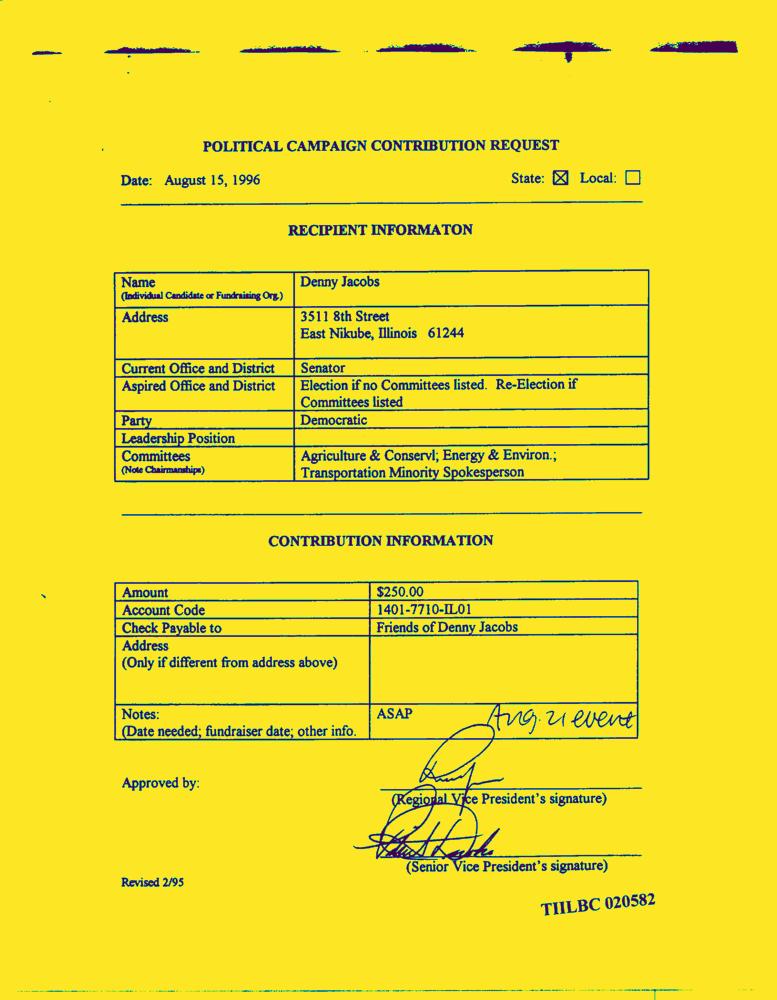 POLITICAL CAMPAIGN CONTRIBUTION REQUEST
Date: August 15, 1996 State: ☒ Local: ☐
RECIPIENT INFORMATON
Name Denny Jacobs
(Individual Candidate or Fundraising Org.)
Address 3511 8th Street
East Nikube, Illinois 61244
Current Office and District Senator
Aspired Office and District Election if no Committees listed. Re-Election if
Committees listed
Party Democratic
Leadership Position
Committees Agriculture & Conservl; Energy & Environ.;
(Note Chairmanships) Transportation Minority Spokesperson
CONTRIBUTION INFORMATION
Amount $250.00
Account Code 1401-7710-IL01
Check Payable to Friends of Denny Jacobs
Address
(Only if different from address above)
Notes: ASAP Aug. 21 event
(Date needed; fundraiser date; other info.
Approved by:
(Regional Vice President's signature)
(Senior Vice President's signature)
Revised 2/95
TIILBC 020582